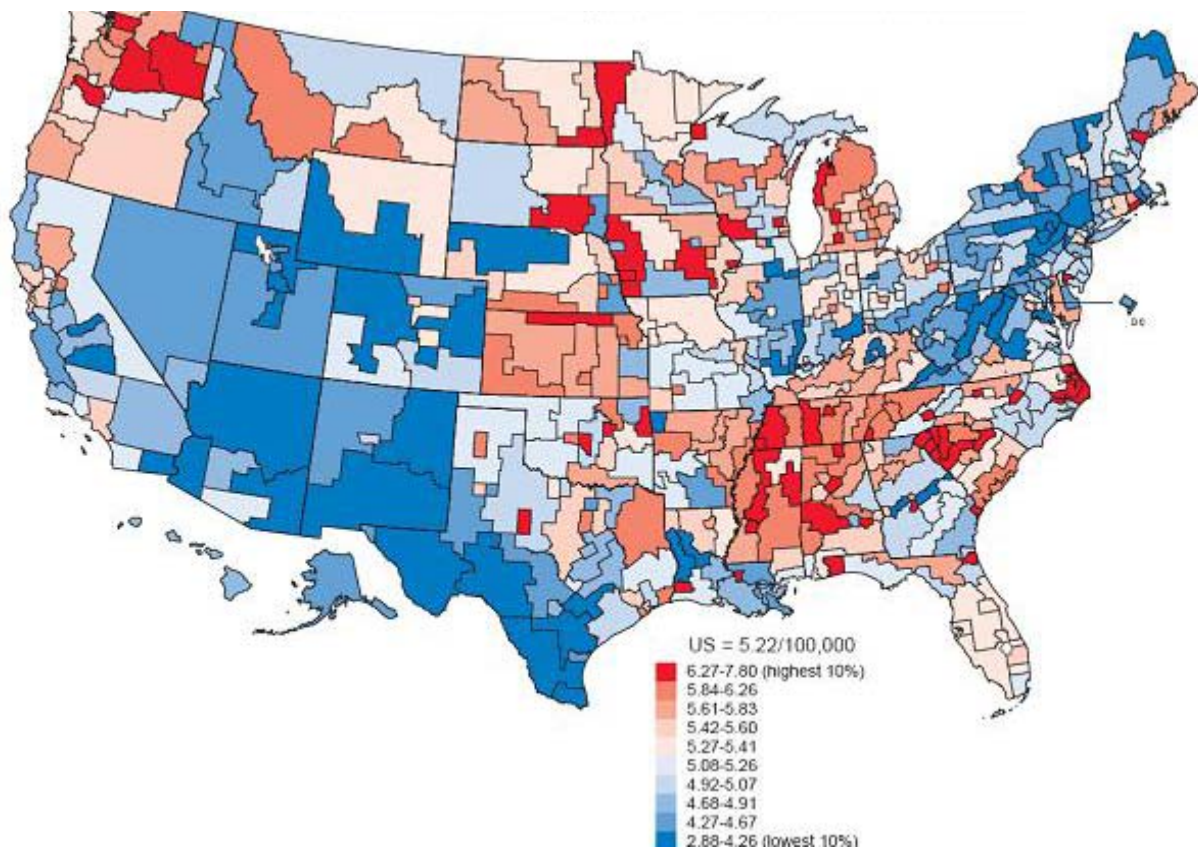 DC
US = 5.22/100,000
6.27-7.80 (highest 10%)
5.84-6.26
5.61-5.83
5.42-5.60
5.27-5.41
5.08-5.26
4.92-5.07
4.68-4.91
4.27-4.67
2.88-4.26 (lowest 10%)